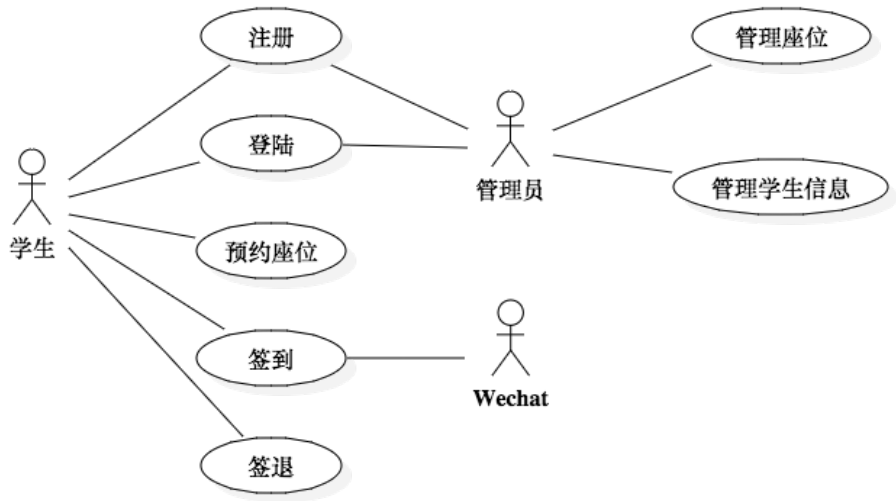 注册
管理座位
登陆
管理员
管理学生信息
学生
预约座位
签到
Wechat
签退